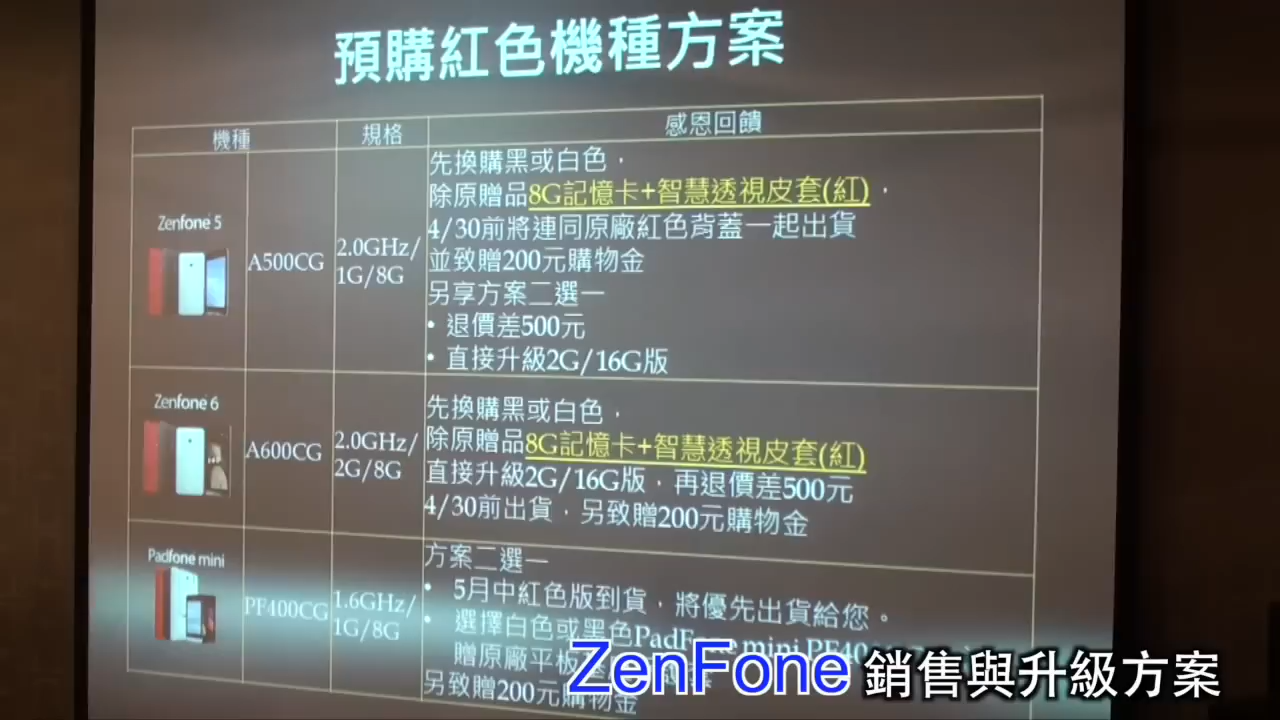 預購紅色機種方案
機種 規格 感恩回饋
Zenfone 5
A500CG
2.0GHz/
1G/8G
先換購黑或白色，
除原贈品8G記憶卡+智慧透視皮套(紅)，
4/30前將連同原廠紅色背蓋一起出貨
並致贈200元購物金
另享方案二選一
• 退價差500元
• 直接升級2G/16G版
Zenfone 6
A600CG
2.0GHz/
2G/8G
先換購黑或白色，
除原贈品8G記憶卡+智慧透視皮套(紅)
直接升級2G/16G版，再退價差500元
4/30前出貨，另致贈200元購物金
Padfone mini
PF400CG
1.6GHz/
1G/8G
方案二選一
• 5月中紅色版到貨，將優先出貨給您。
• 選擇白色或黑色PadFone mini PF40
贈原廠平板
另致贈200元購物金
ZenFone 銷售與升級方案